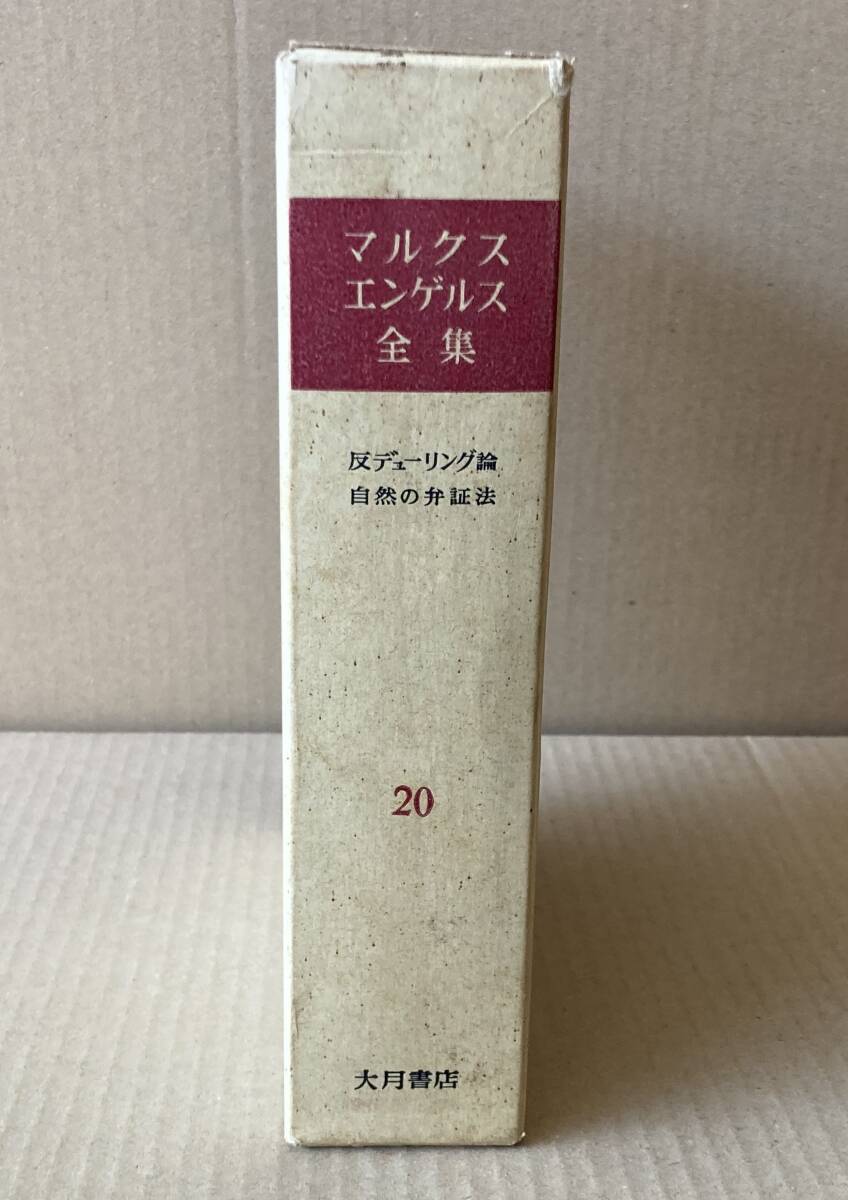 マルクス
エンゲルス
全集
反デューリング論
自然の弁証法
20
大月書店